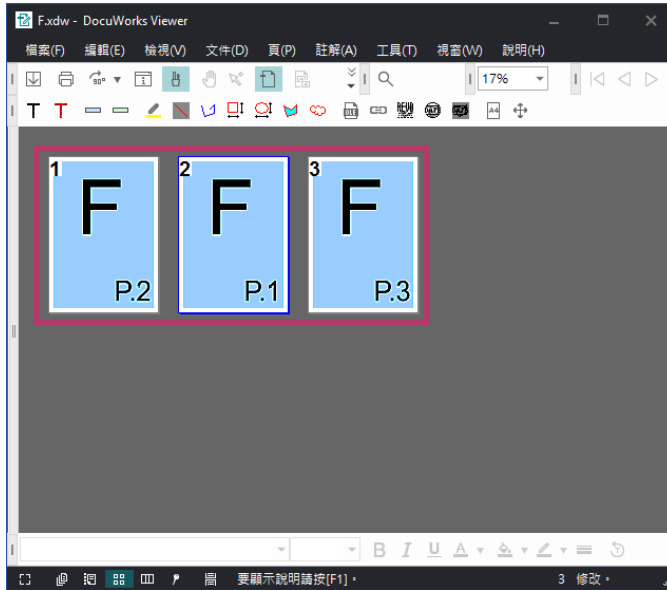 F.xdw - DocuWorks Viewer
檔案(F) 編輯(E) 檢視(V) 文件(D) 頁(P) 註解(A) 工具(T) 視窗(W) 說明(H)
90° 17%
T T A4
1 2 3
F F F
P.2 P.1 P.3
B I U A
要顯示說明請按[F1]。 3 修改。